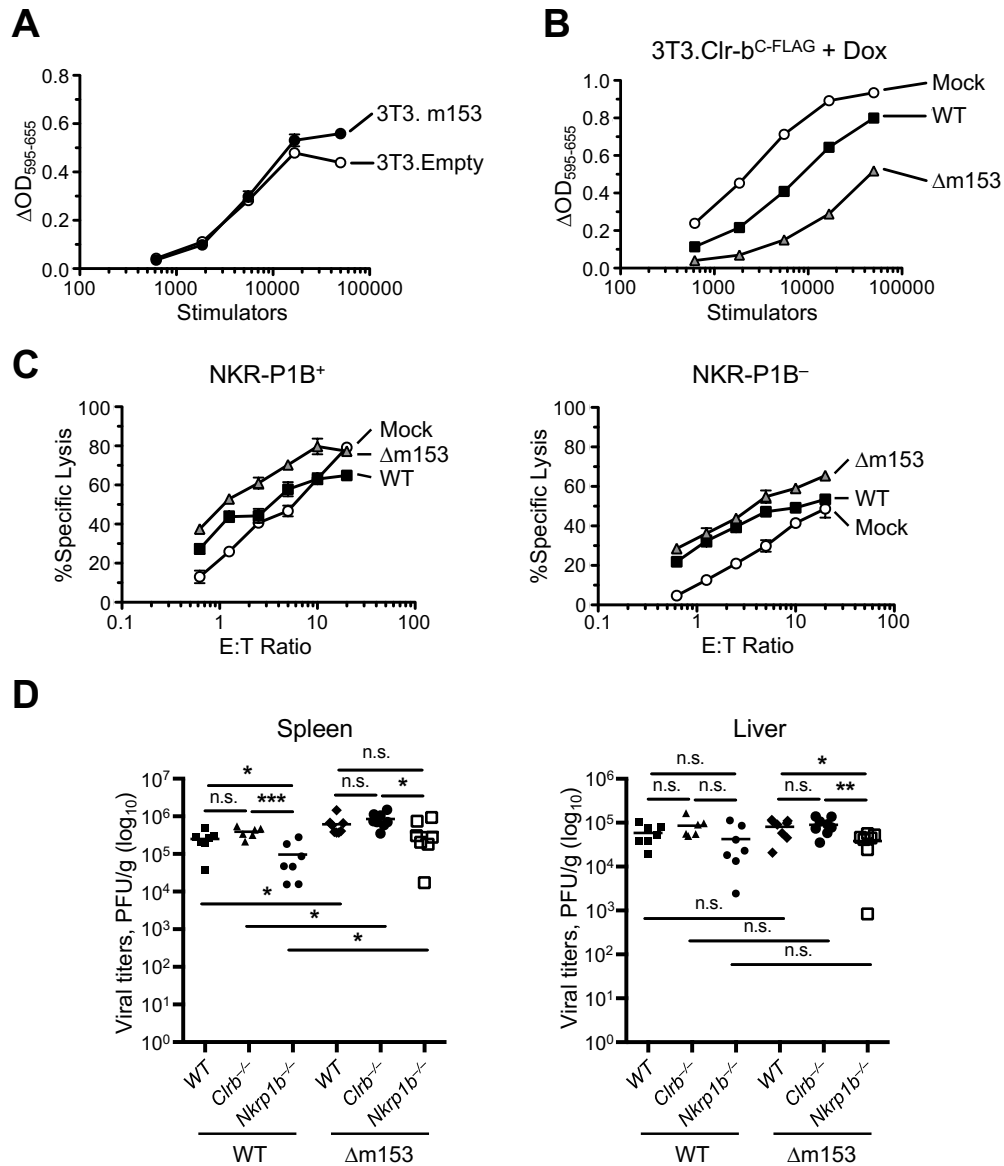 A
0.8
0.6
0.4
0.2
0.0
ΔOD595-655
100
1000
10000
100000
Stimulators
3T3. m153
3T3.Empty
B
3T3.Clr-bC-FLAG + Dox
1.0
0.8
0.6
0.4
0.2
0.0
ΔOD595-655
100
1000
10000
100000
Stimulators
Mock
WT
Δm153
C
NKR-P1B+
100
80
60
40
20
0
%Specific Lysis
0.1
1
10
100
E:T Ratio
Mock
Δm153
WT
NKR-P1B–
100
80
60
40
20
0
%Specific Lysis
0.1
1
10
100
E:T Ratio
Δm153
WT
Mock
D
Spleen
Viral titers, PFU/g (log10)
107
106
105
104
103
102
101
100
*
n.s.
***
n.s.
n.s.
*
*
*
*
WT
Clrb–/–
Nkrp1b–/–
WT
Clrb–/–
Nkrp1b–/–
WT
Δm153
Liver
Viral titers, PFU/g (log10)
106
105
104
103
102
101
100
n.s.
n.s.
n.s.
*
n.s.
**
n.s.
n.s.
n.s.
WT
Clrb–/–
Nkrp1b–/–
WT
Clrb–/–
Nkrp1b–/–
WT
Δm153